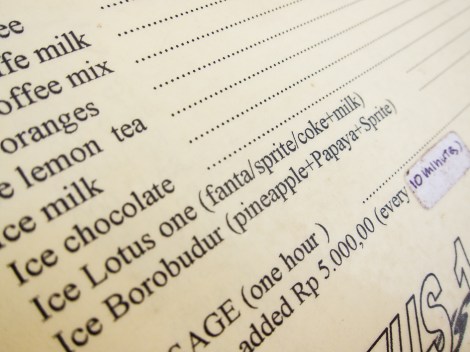 ffe milk
offee mix
oranges
e lemon tea
ce milk
Ice chocolate
Ice Lotus one (fanta/sprite/coke+milk)
Ice Borobudur (pineapple+Papaya+Sprite)
SAGE (one hour )
added Rp 5.000,00 (every 10 minutes)